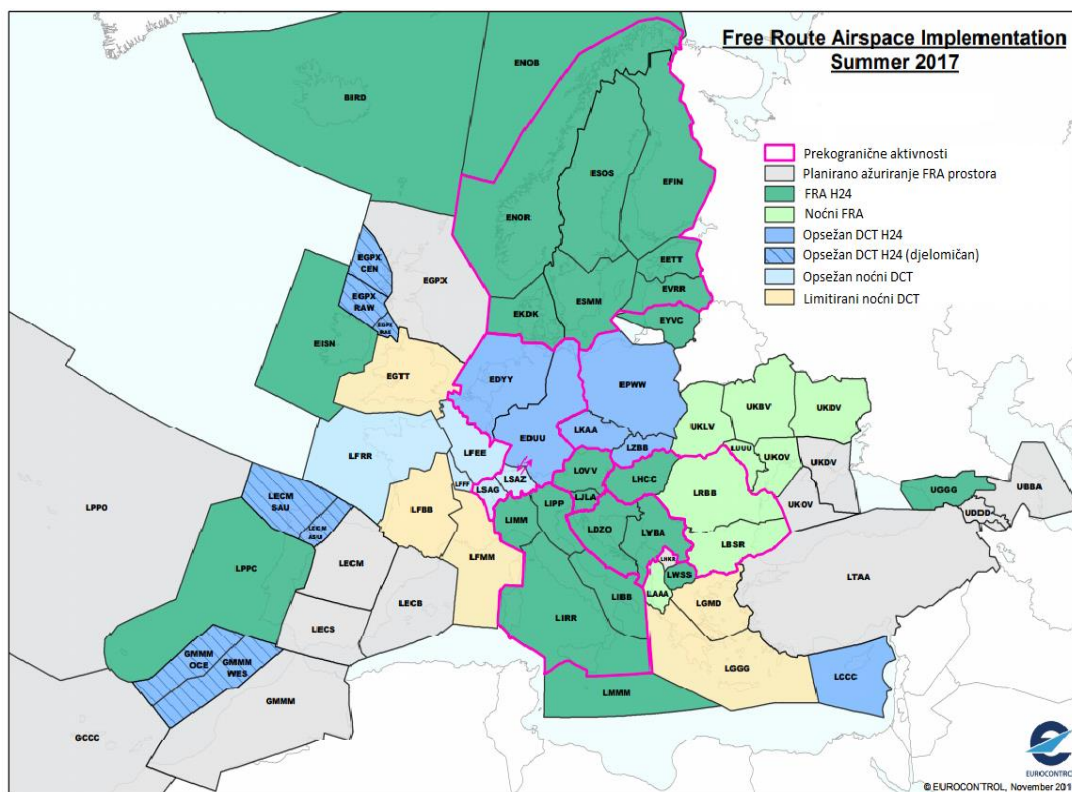 Free Route Airspace Implementation
Summer 2017
Prekogranične aktivnosti
Planirano ažuriranje FRA prostora
FRA H24
Noćni FRA
Opsežan DCT H24
Opsežan DCT H24 (djelomičan)
Opsežan noćni DCT
Limitirani noćni DCT
BIRD
ENOB
ESOS
EFIN
ENOR
EGPX
CEN
EGPX
EETT
EGPX
RAW
EVRR
ESMM
EKDK
EYVC
EISN
EGTT
EDYY
EPWW
UKBV
UKDV
UKLV
LKAA
EDUU
LUUU
LFRR
LFEE
LZBB
UKOV
UKDV
LOVV
LSAZ
LHCC
LFFF
LSAG
LRBB
UBBA
LECM
SAU
LIPP
LJLA
UKOV
UGGG
LPPO
LFBB
LIMM
UDDD
LDZO
LECM
LFMM
LBSR
LPPC
LWSS
LTAA
LAAA
LECB
LIBB
LGMD
LECS
LIRR
GMMM
OCE
GMMM
WES
LGGG
LCCC
LMMM
GMMM
GCCC
EUROCONTROL